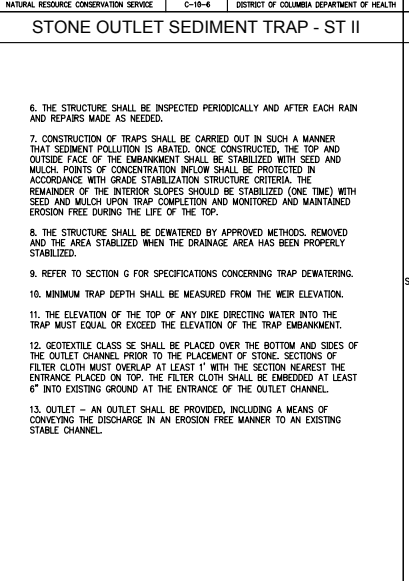 NATURAL RESOURCE CONSERVATION SERVICE C-10-6 DISTRICT OF COLUMBIA DEPARTMENT OF HEALTH
STONE OUTLET SEDIMENT TRAP - ST II
6. THE STRUCTURE SHALL BE INSPECTED PERIODICALLY AND AFTER EACH RAIN
AND REPAIRS MADE AS NEEDED.
7. CONSTRUCTION OF TRAPS SHALL BE CARRIED OUT IN SUCH A MANNER
THAT SEDIMENT POLLUTION IS ABATED. ONCE CONSTRUCTED, THE TOP AND
OUTSIDE FACE OF THE EMBANKMENT SHALL BE STABILIZED WITH SEED AND
MULCH. POINTS OF CONCENTRATION INFLOW SHALL BE PROTECTED IN
ACCORDANCE WITH GRADE STABILIZATION STRUCTURE CRITERIA. THE
REMAINDER OF THE INTERIOR SLOPES SHOULD BE STABILIZED (ONE TIME) WITH
SEED AND MULCH UPON TRAP COMPLETION AND MONITORED AND MAINTAINED
EROSION FREE DURING THE LIFE OF THE TOP.
8. THE STRUCTURE SHALL BE DEWATERED BY APPROVED METHODS. REMOVED
AND THE AREA STABLIZED WHEN THE DRAINAGE AREA HAS BEEN PROPERLY
STABILIZED.
9. REFER TO SECTION G FOR SPECIFICATIONS CONCERNING TRAP DEWATERING.
10. MINIMUM TRAP DEPTH SHALL BE MEASURED FROM THE WEIR ELEVATION.
11. THE ELEVATION OF THE TOP OF ANY DIKE DIRECTING WATER INTO THE
TRAP MUST EQUAL OR EXCEED THE ELEVATION OF THE TRAP EMBANKMENT.
12. GEOTEXTILE CLASS SE SHALL BE PLACED OVER THE BOTTOM AND SIDES OF
THE OUTLET CHANNEL PRIOR TO THE PLACEMENT OF STONE. SECTIONS OF
FILTER CLOTH MUST OVERLAP AT LEAST 1' WITH THE SECTION NEAREST THE
ENTRANCE PLACED ON TOP. THE FILTER CLOTH SHALL BE EMBEDDED AT LEAST
6" INTO EXISTING GROUND AT THE ENTRANCE OF THE OUTLET CHANNEL.
13. OUTLET – AN OUTLET SHALL BE PROVIDED, INCLUDING A MEANS OF
CONVEYING THE DISCHARGE IN AN EROSION FREE MANNER TO AN EXISTING
STABLE CHANNEL.
S